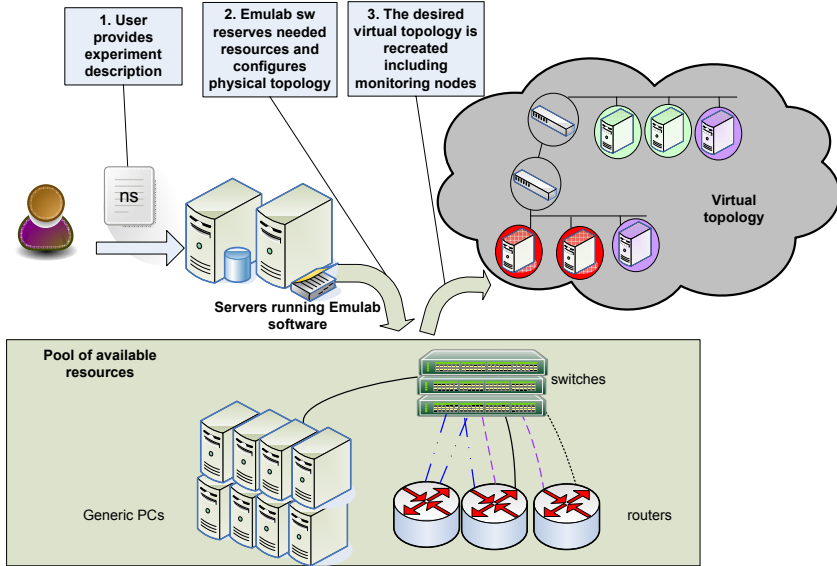 1. User
provides
experiment
description
2. Emulab sw
reserves needed
resources and
configures
physical topology
3. The desired
virtual topology is
recreated
including
monitoring nodes
ns
Virtual
topology
Servers running Emulab
software
Pool of available
resources
switches
Generic PCs
routers